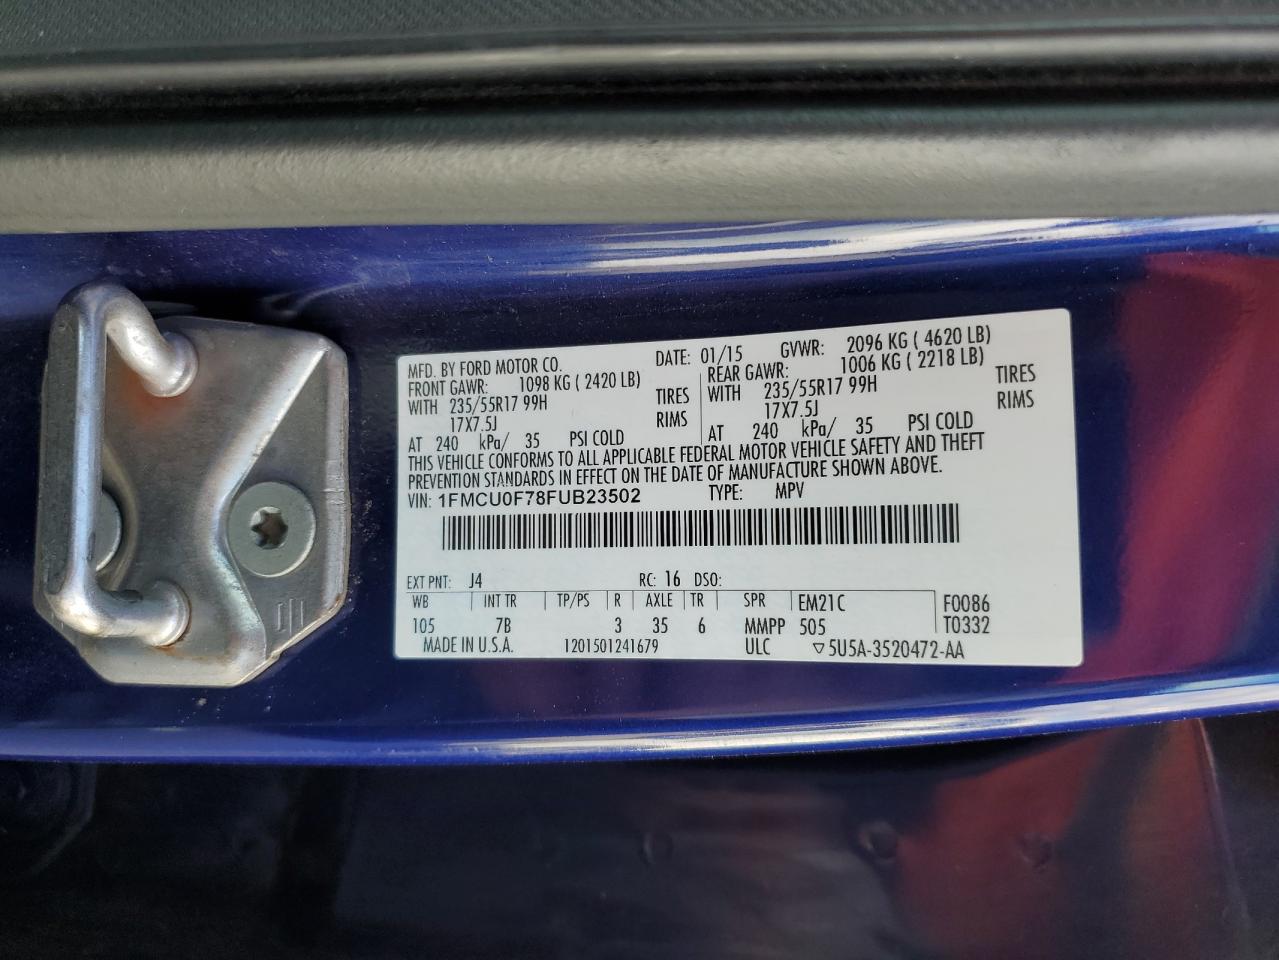 MFD. BY FORD MOTOR CO. DATE: 01/15 GVWR: 2096 KG ( 4620 LB)
FRONT GAWR: 1098 KG ( 2420 LB) REAR GAWR: 1006 KG ( 2218 LB)
WITH 235/55R17 99H TIRES WITH 235/55R17 99H TIRES
17X7.5J RIMS 17X7.5J RIMS
AT 240 kPa/ 35 PSI COLD AT 240 kPa/ 35 PSI COLD
THIS VEHICLE CONFORMS TO ALL APPLICABLE FEDERAL MOTOR VEHICLE SAFETY AND THEFT
PREVENTION STANDARDS IN EFFECT ON THE DATE OF MANUFACTURE SHOWN ABOVE.
VIN: 1FMCU0F78FUB23502 TYPE: MPV
EXT PNT: J4 RC: 16 DSO:
WB INT TR TP/PS R AXLE TR SPR EM21C F0086
105 7B 3 35 6 MMPP 505 T0332
MADE IN U.S.A. 1201501241679 ULC ▽5U5A-3520472-AA